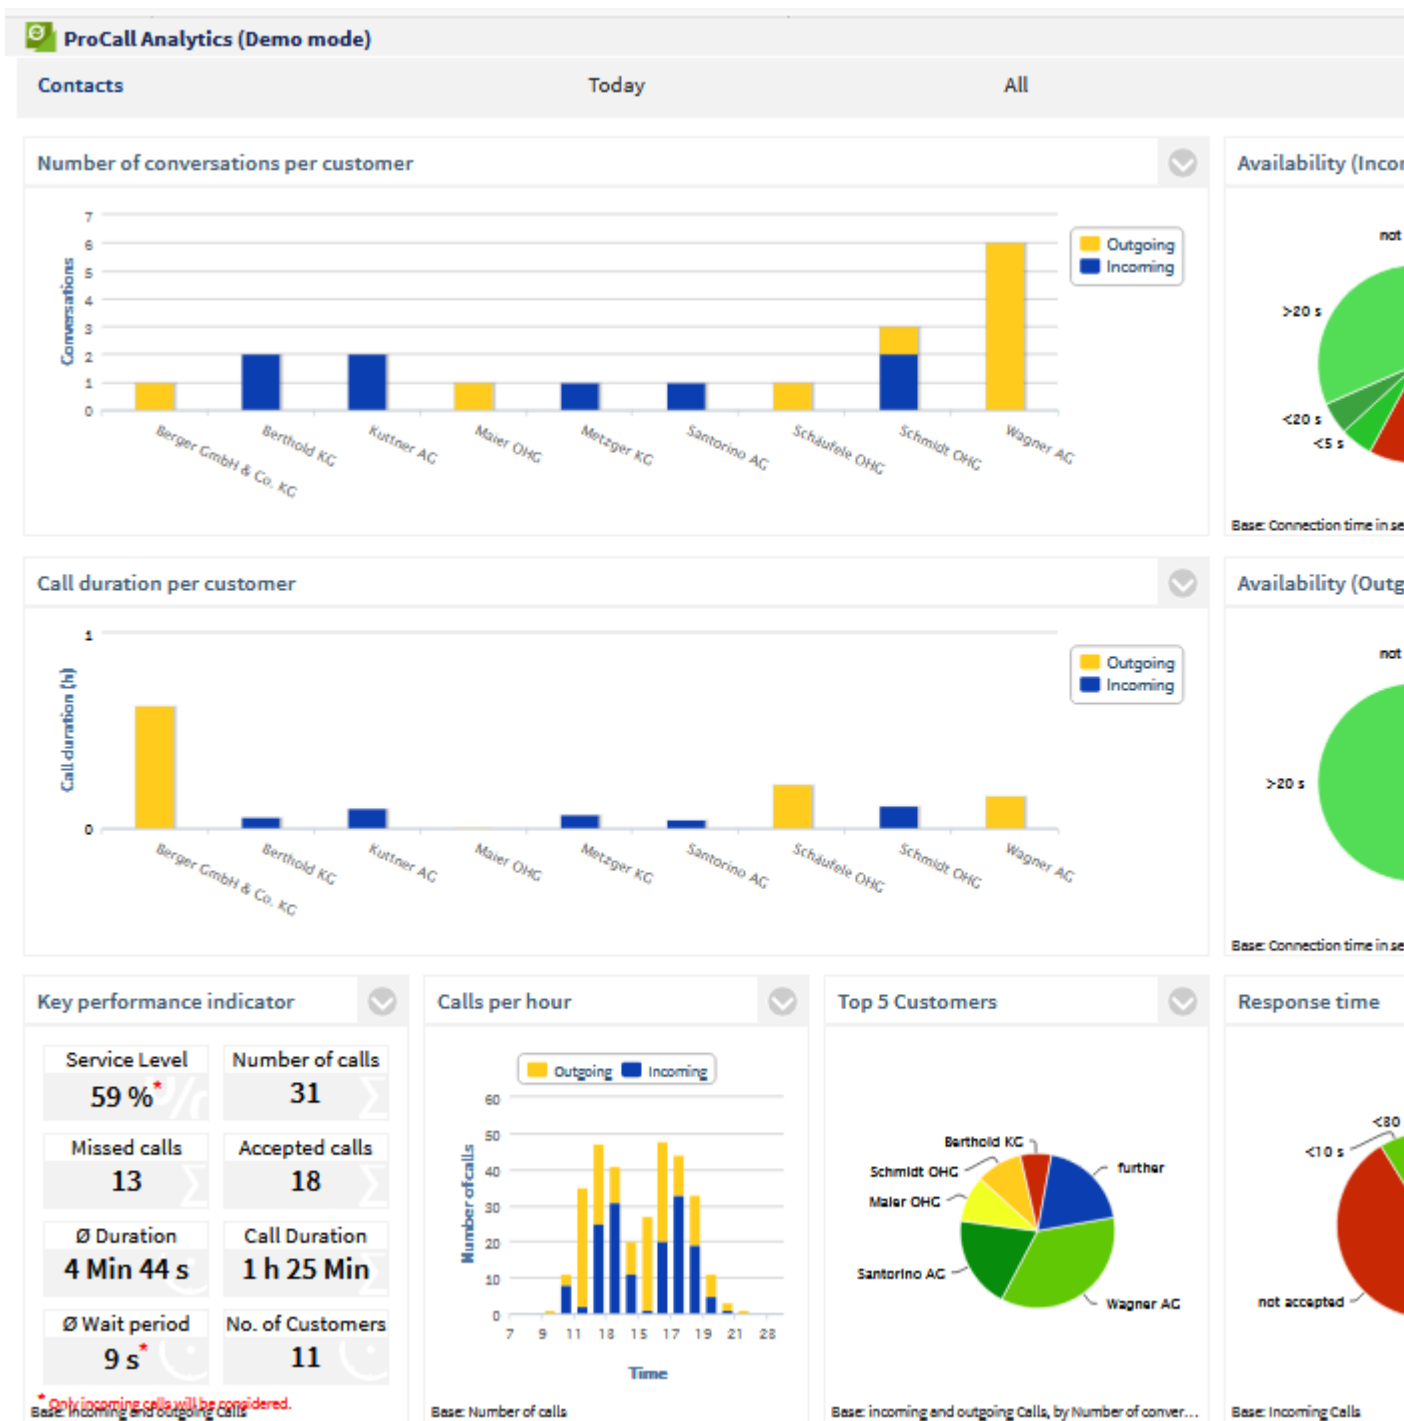 ProCall Analytics (Demo mode)
Contacts Today All
Number of conversations per customer
7
6
5
4
3
2
1
0
Conversations
Outgoing
Incoming
Berger GmbH & Co. KG
Berthold KG
Kuttner AG
Maier OHG
Metzger KG
Santorino AG
Schäufele OHG
Schmidt OHG
Wagner AG
Availability (Incor
not
>20 s
<20 s
<5 s
Base: Connection time in se
Call duration per customer
1
0
Call duration (h)
Outgoing
Incoming
Berger GmbH & Co. KG
Berthold KG
Kuttner AG
Maier OHG
Metzger KG
Santorino AG
Schäufele OHG
Schmidt OHG
Wagner AG
Availability (Outg
not
>20 s
Base: Connection time in se
Key performance indicator
Service Level
59 %*
Number of calls
31
Missed calls
13
Accepted calls
18
Ø Duration
4 Min 44 s
Call Duration
1 h 25 Min
Ø Wait period
9 s*
No. of Customers
11
* Only incoming calls will be considered.
Base: Incoming and outgoing Calls
Calls per hour
Outgoing Incoming
60
50
40
30
20
10
0
Number of calls
7 9 11 13 15 17 19 21 23
Time
Base: Number of calls
Top 5 Customers
Berthold KG
Schmidt OHG
Maier OHG
Santorino AG
further
Wagner AG
Base: incoming and outgoing Calls, by Number of conver...
Response time
<30
<10 s
not accepted
Base: Incoming Calls